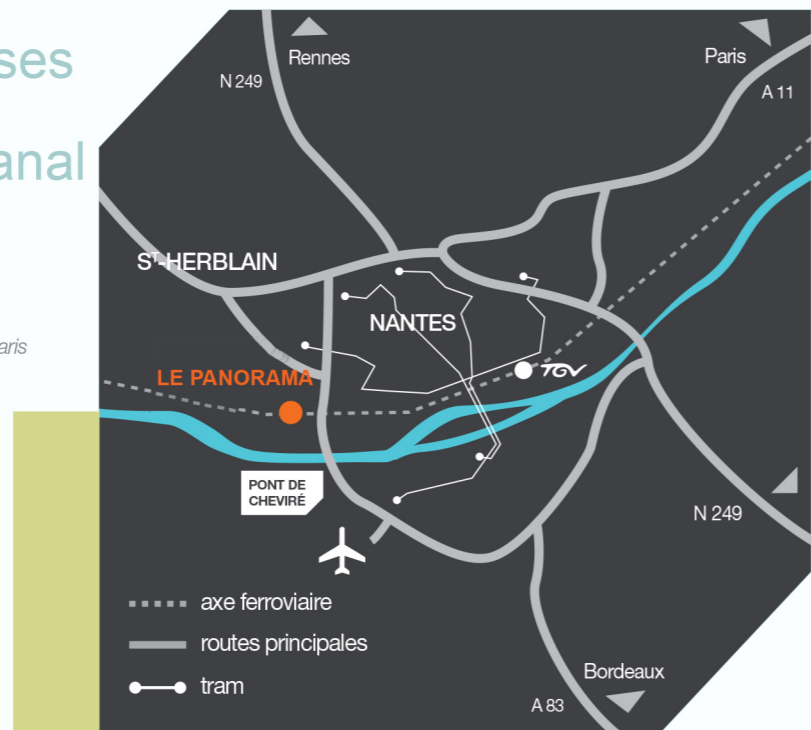 ses
anal
aris
Rennes
N 249
Paris
A 11
ST-HERBLAIN
NANTES
LE PANORAMA
TGV
PONT DE
CHEVIRÉ
N 249
axe ferroviaire
routes principales
tram
Bordeaux
A 83